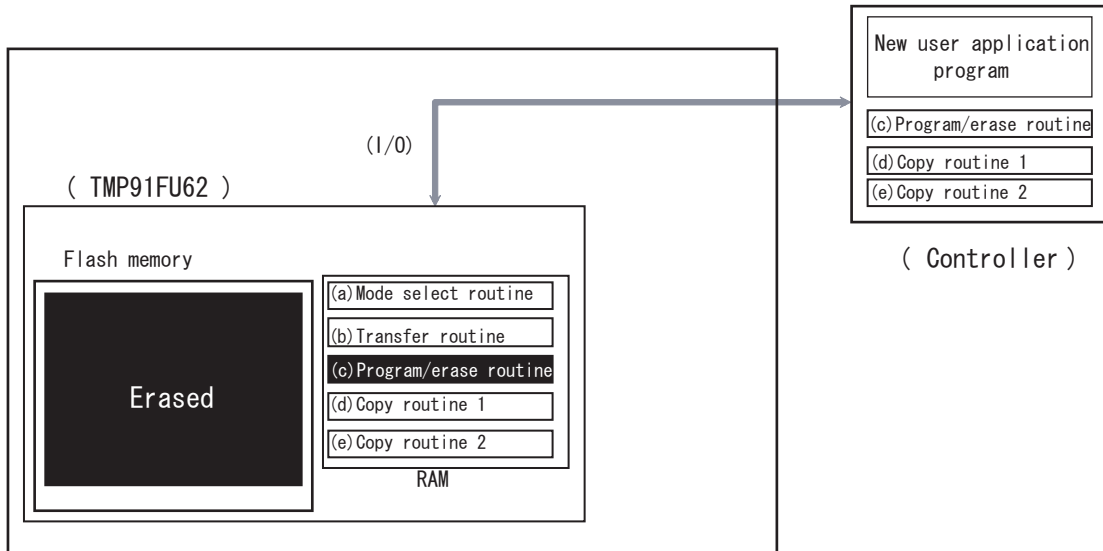 New user application
program
(c)Program/erase routine
(d)Copy routine 1
(e)Copy routine 2
( Controller )
(I/O)
( TMP91FU62 )
Flash memory
Erased
(a)Mode select routine
(b)Transfer routine
(c)Program/erase routine
(d)Copy routine 1
(e)Copy routine 2
RAM